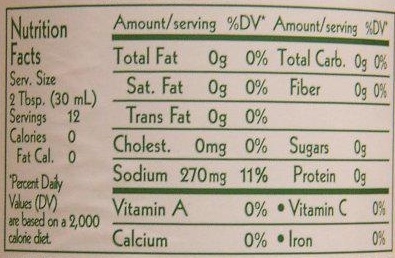 Nutrition
Facts
Serv. Size
2 Tbsp. (30 mL)
Servings 12
Calories 0
Fat Cal. 0
*Percent Daily
Values (DV)
are based on a 2,000
calorie diet.
Amount/serving %DV* Amount/serving %DV*
Total Fat 0g 0% Total Carb. 0g 0%
Sat. Fat 0g 0% Fiber 0g 0%
Trans Fat 0g 0%
Cholest. 0mg 0% Sugars 0g
Sodium 270mg 11% Protein 0g
Vitamin A 0% • Vitamin C 0%
Calcium 0% • Iron 0%